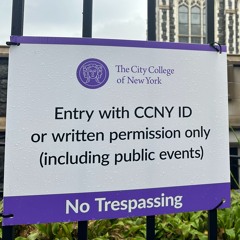 The City College
of New York
Entry with CCNY ID
or written permission only
(including public events)
No Trespassing